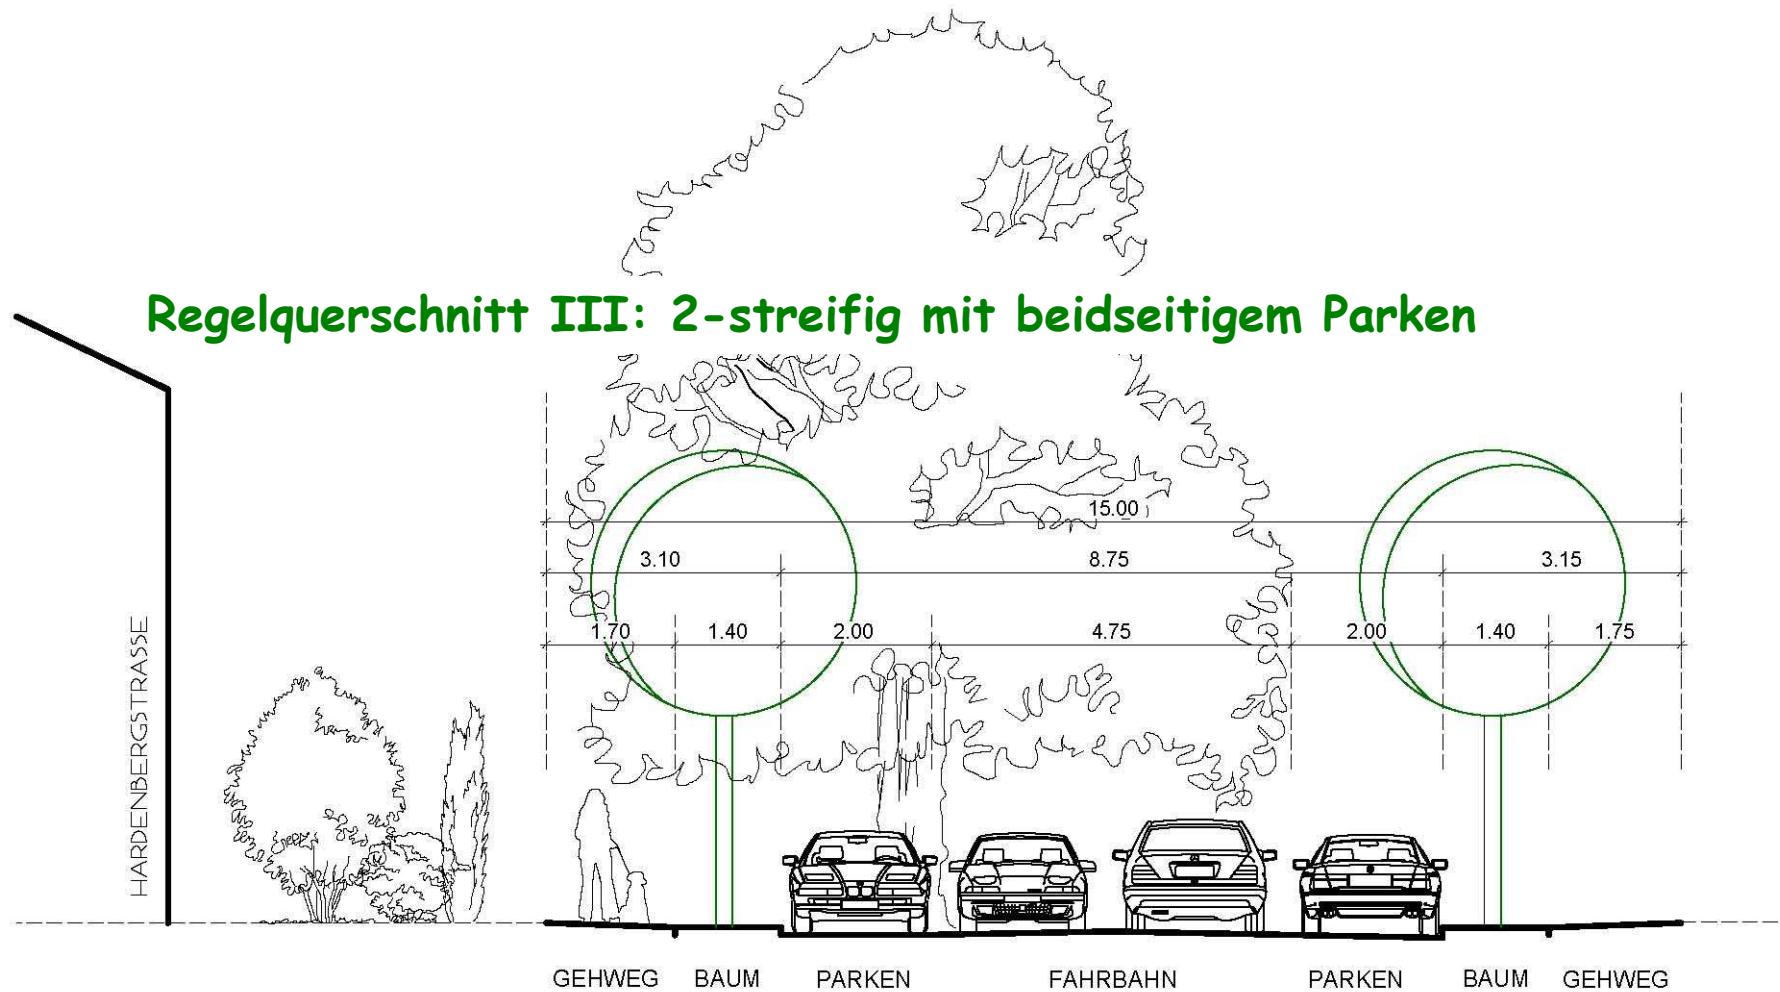 Regelquerschnitt III: 2-streifig mit beidseitigem Parken
15.00
3.10 8.75 3.15
1.70 1.40 2.00 4.75 2.00 1.40 1.75
HARDENBERGSTRASSE
GEHWEG BAUM PARKEN FAHRBAHN PARKEN BAUM GEHWEG